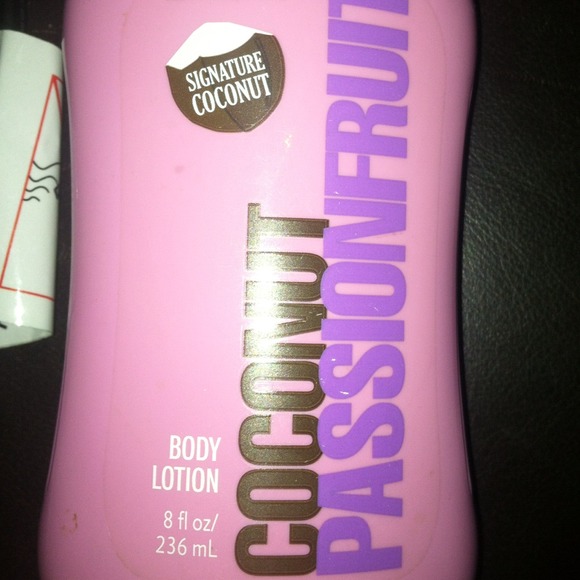 SIGNATURE
COCONUT
COCONUT
PASSIONFRUIT
BODY
LOTION
8 fl oz/
236 mL